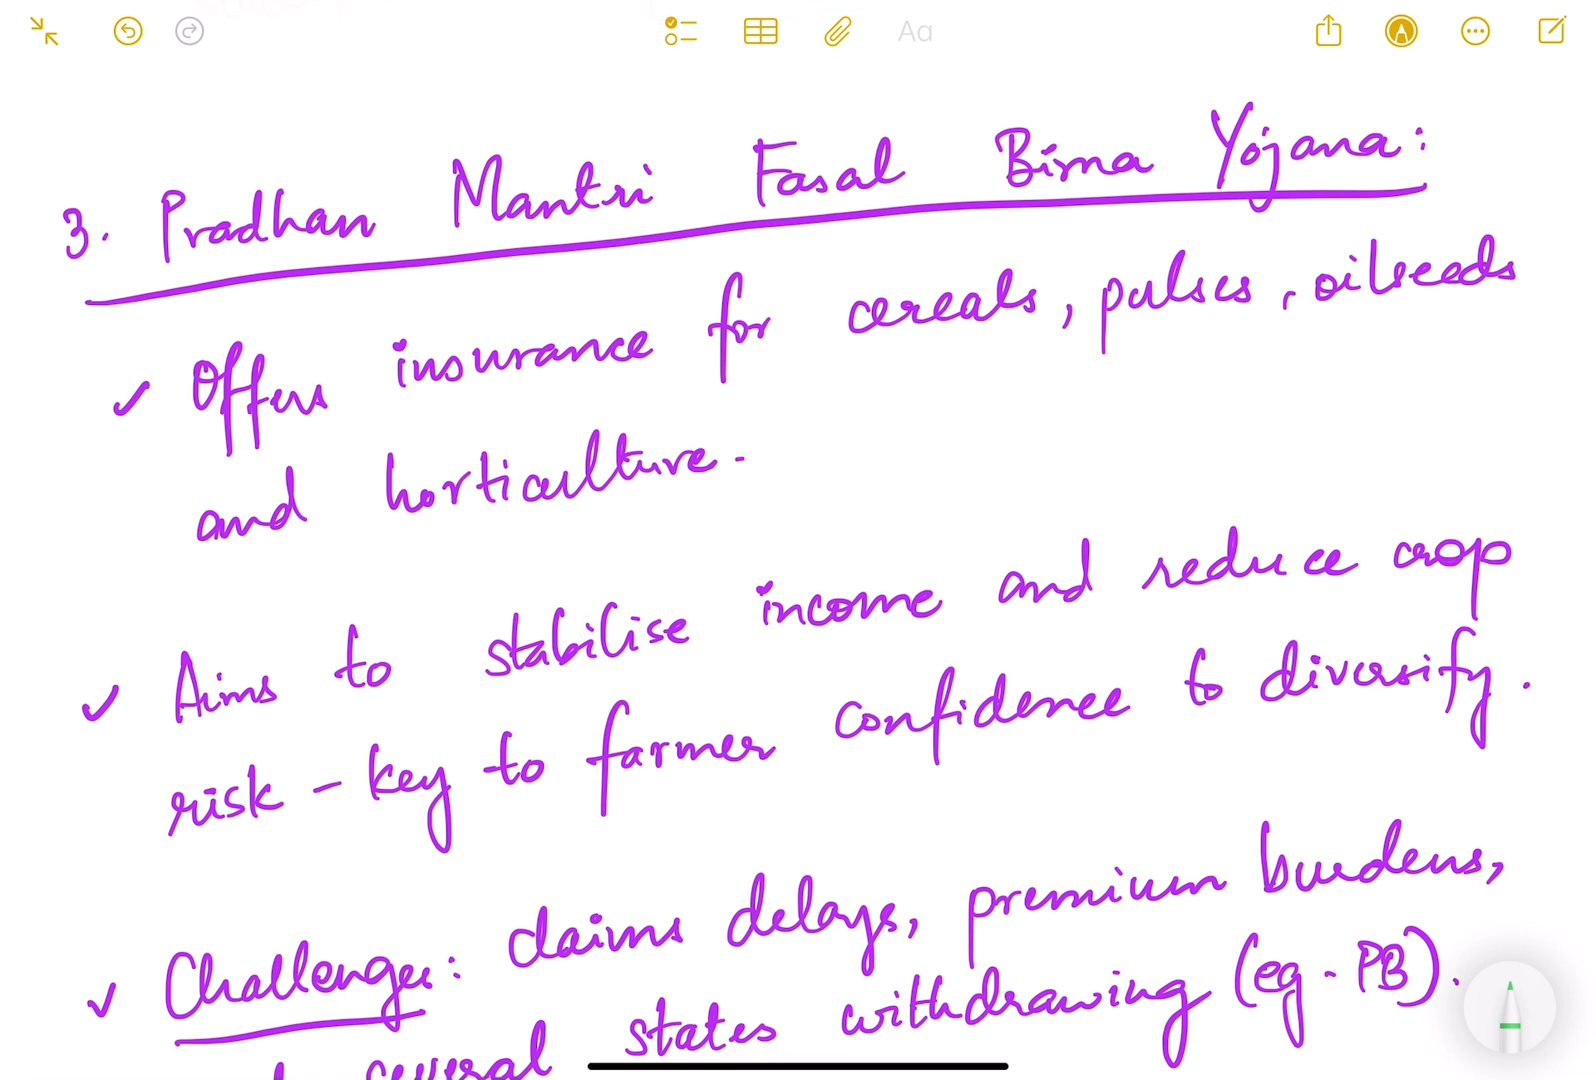 Aa
3. Pradhan Mantri Fasal Bima Yojana:
✓ Offers insurance for cereals, pulses, oilseeds
and horticulture.
✓ Aims to stabilise income and reduce crop
risk - key to farmer confidence to diversify.
✓ Challenges: claims delays, premium burdens,
several states withdrawing (eg. PB).